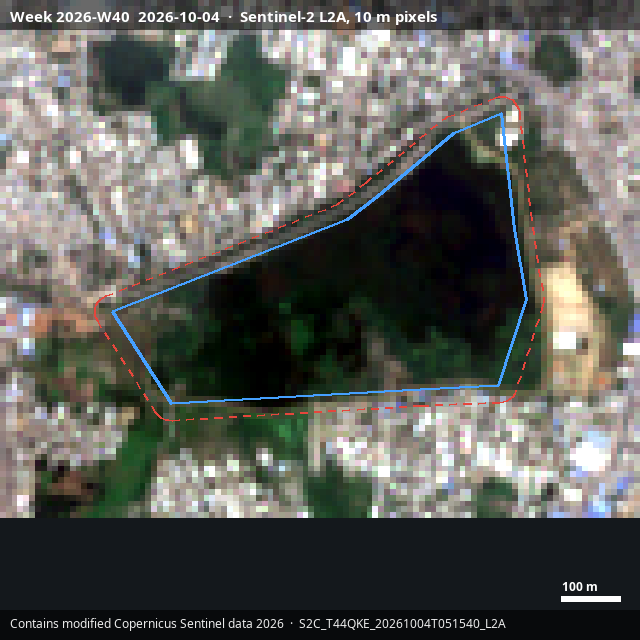 Week 2026-W40  2026-10-04  ·  Sentinel-2 L2A, 10 m pixels
100 m
Contains modified Copernicus Sentinel data 2026  ·  S2C_T44QKE_20261004T051540_L2A